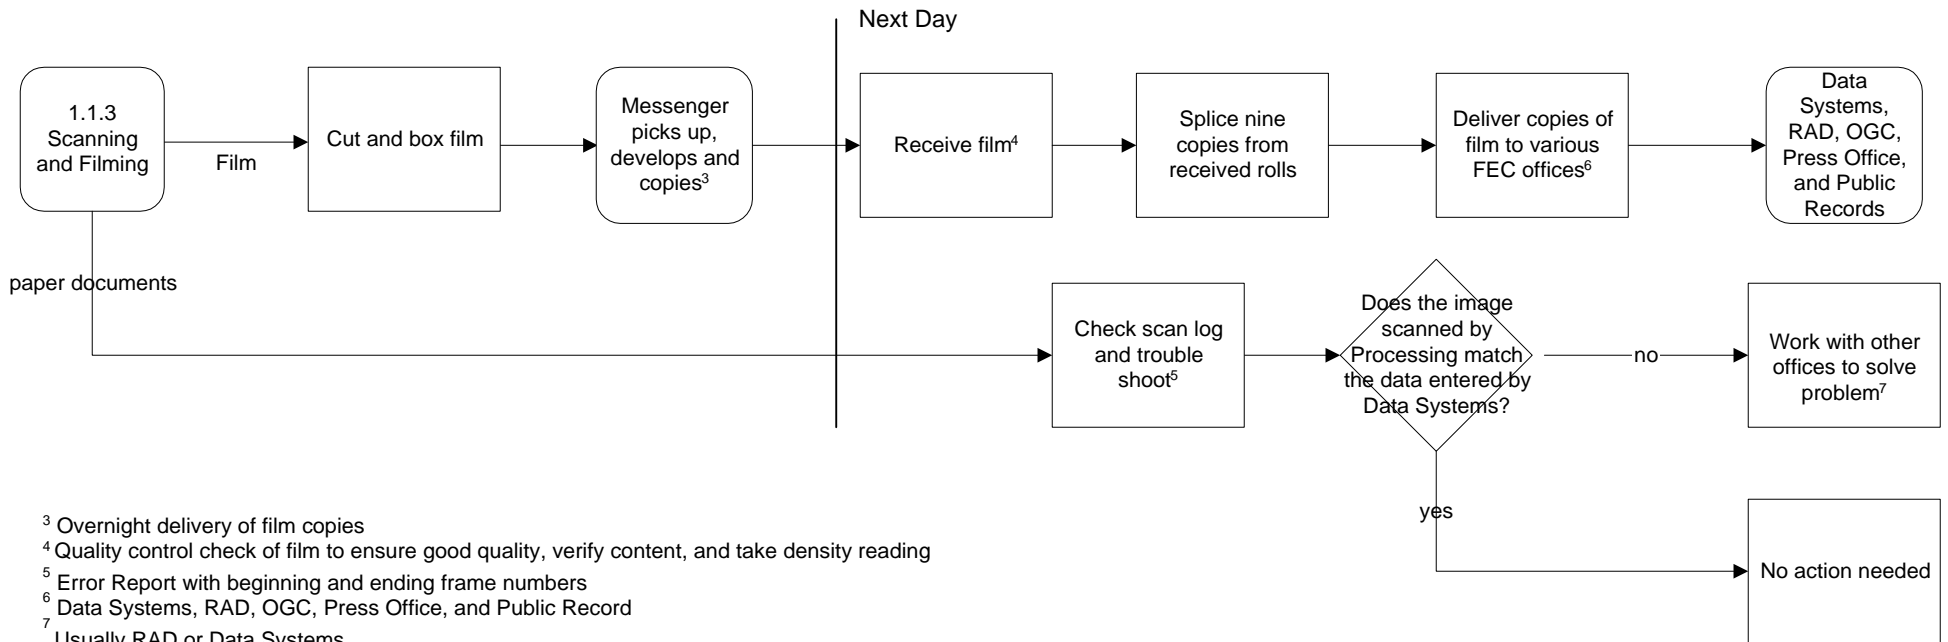 Next Day
1.1.3
Scanning
and Filming
Film
Cut and box film
Messenger
picks up,
develops and
copies³
Receive film⁴
Splice nine
copies from
received rolls
Deliver copies of
film to various
FEC offices⁶
Data
Systems,
RAD, OGC,
Press Office,
and Public
Records
paper documents
Check scan log
and trouble
shoot⁵
Does the image
scanned by
Processing match
the data entered by
Data Systems?
no
Work with other
offices to solve
problem⁷
yes
No action needed
³ Overnight delivery of film copies
⁴ Quality control check of film to ensure good quality, verify content, and take density reading
⁵ Error Report with beginning and ending frame numbers
⁶ Data Systems, RAD, OGC, Press Office, and Public Record
⁷ Usually RAD or Data Systems